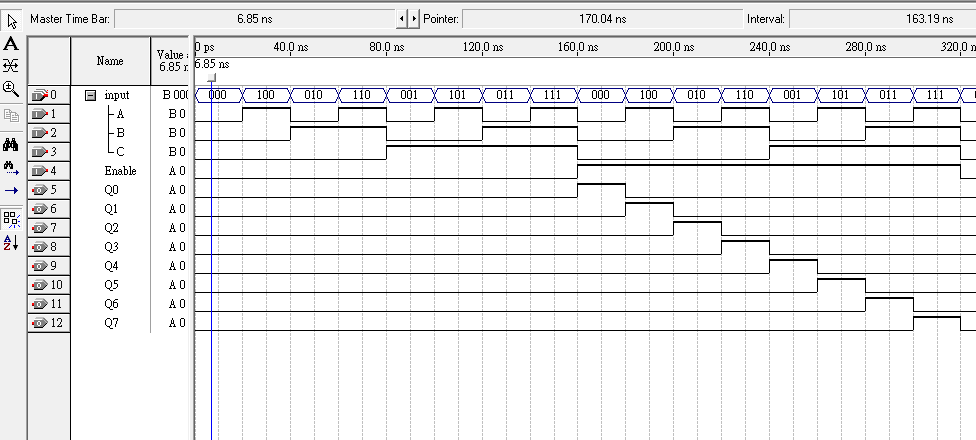 Master Time Bar: 6.85 ns Pointer: 170.04 ns Interval: 163.19 ns
Name Value
6.85 n
0 ps 40.0 ns 80.0 ns 120.0 ns 160.0 ns 200.0 ns 240.0 ns 280.0 ns 320.0 n
6.85 ns
0 input B 000 000 100 010 110 001 101 011 111 000 100 010 110 001 101 011 111
1 A B 0
2 B B 0
3 C B 0
4 Enable A 0
5 Q0 A 0
6 Q1 A 0
7 Q2 A 0
8 Q3 A 0
9 Q4 A 0
10 Q5 A 0
11 Q6 A 0
12 Q7 A 0